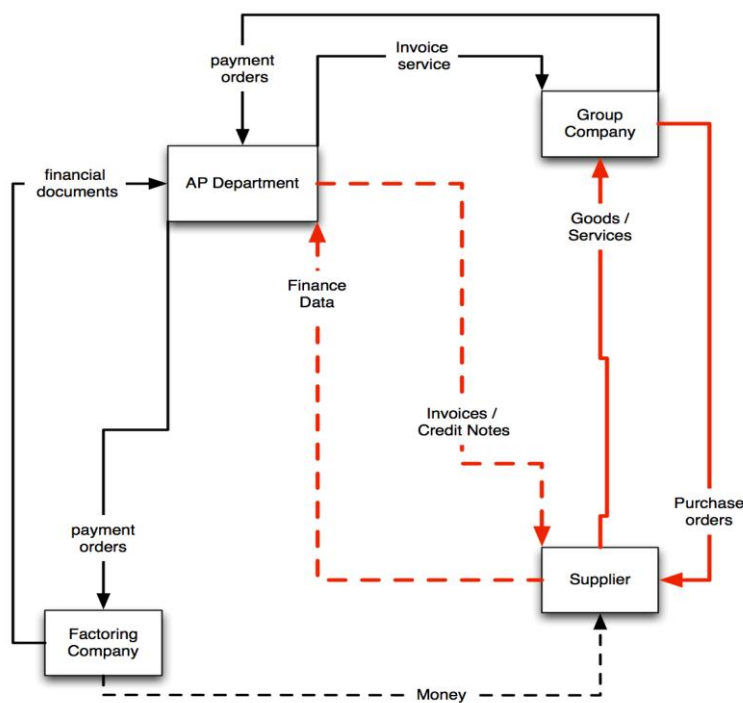 payment
orders
Invoice
service
Group
Company
financial
documents
AP Department
Goods /
Services
Finance
Data
Invoices /
Credit Notes
Purchase
orders
payment
orders
Supplier
Factoring
Company
Money